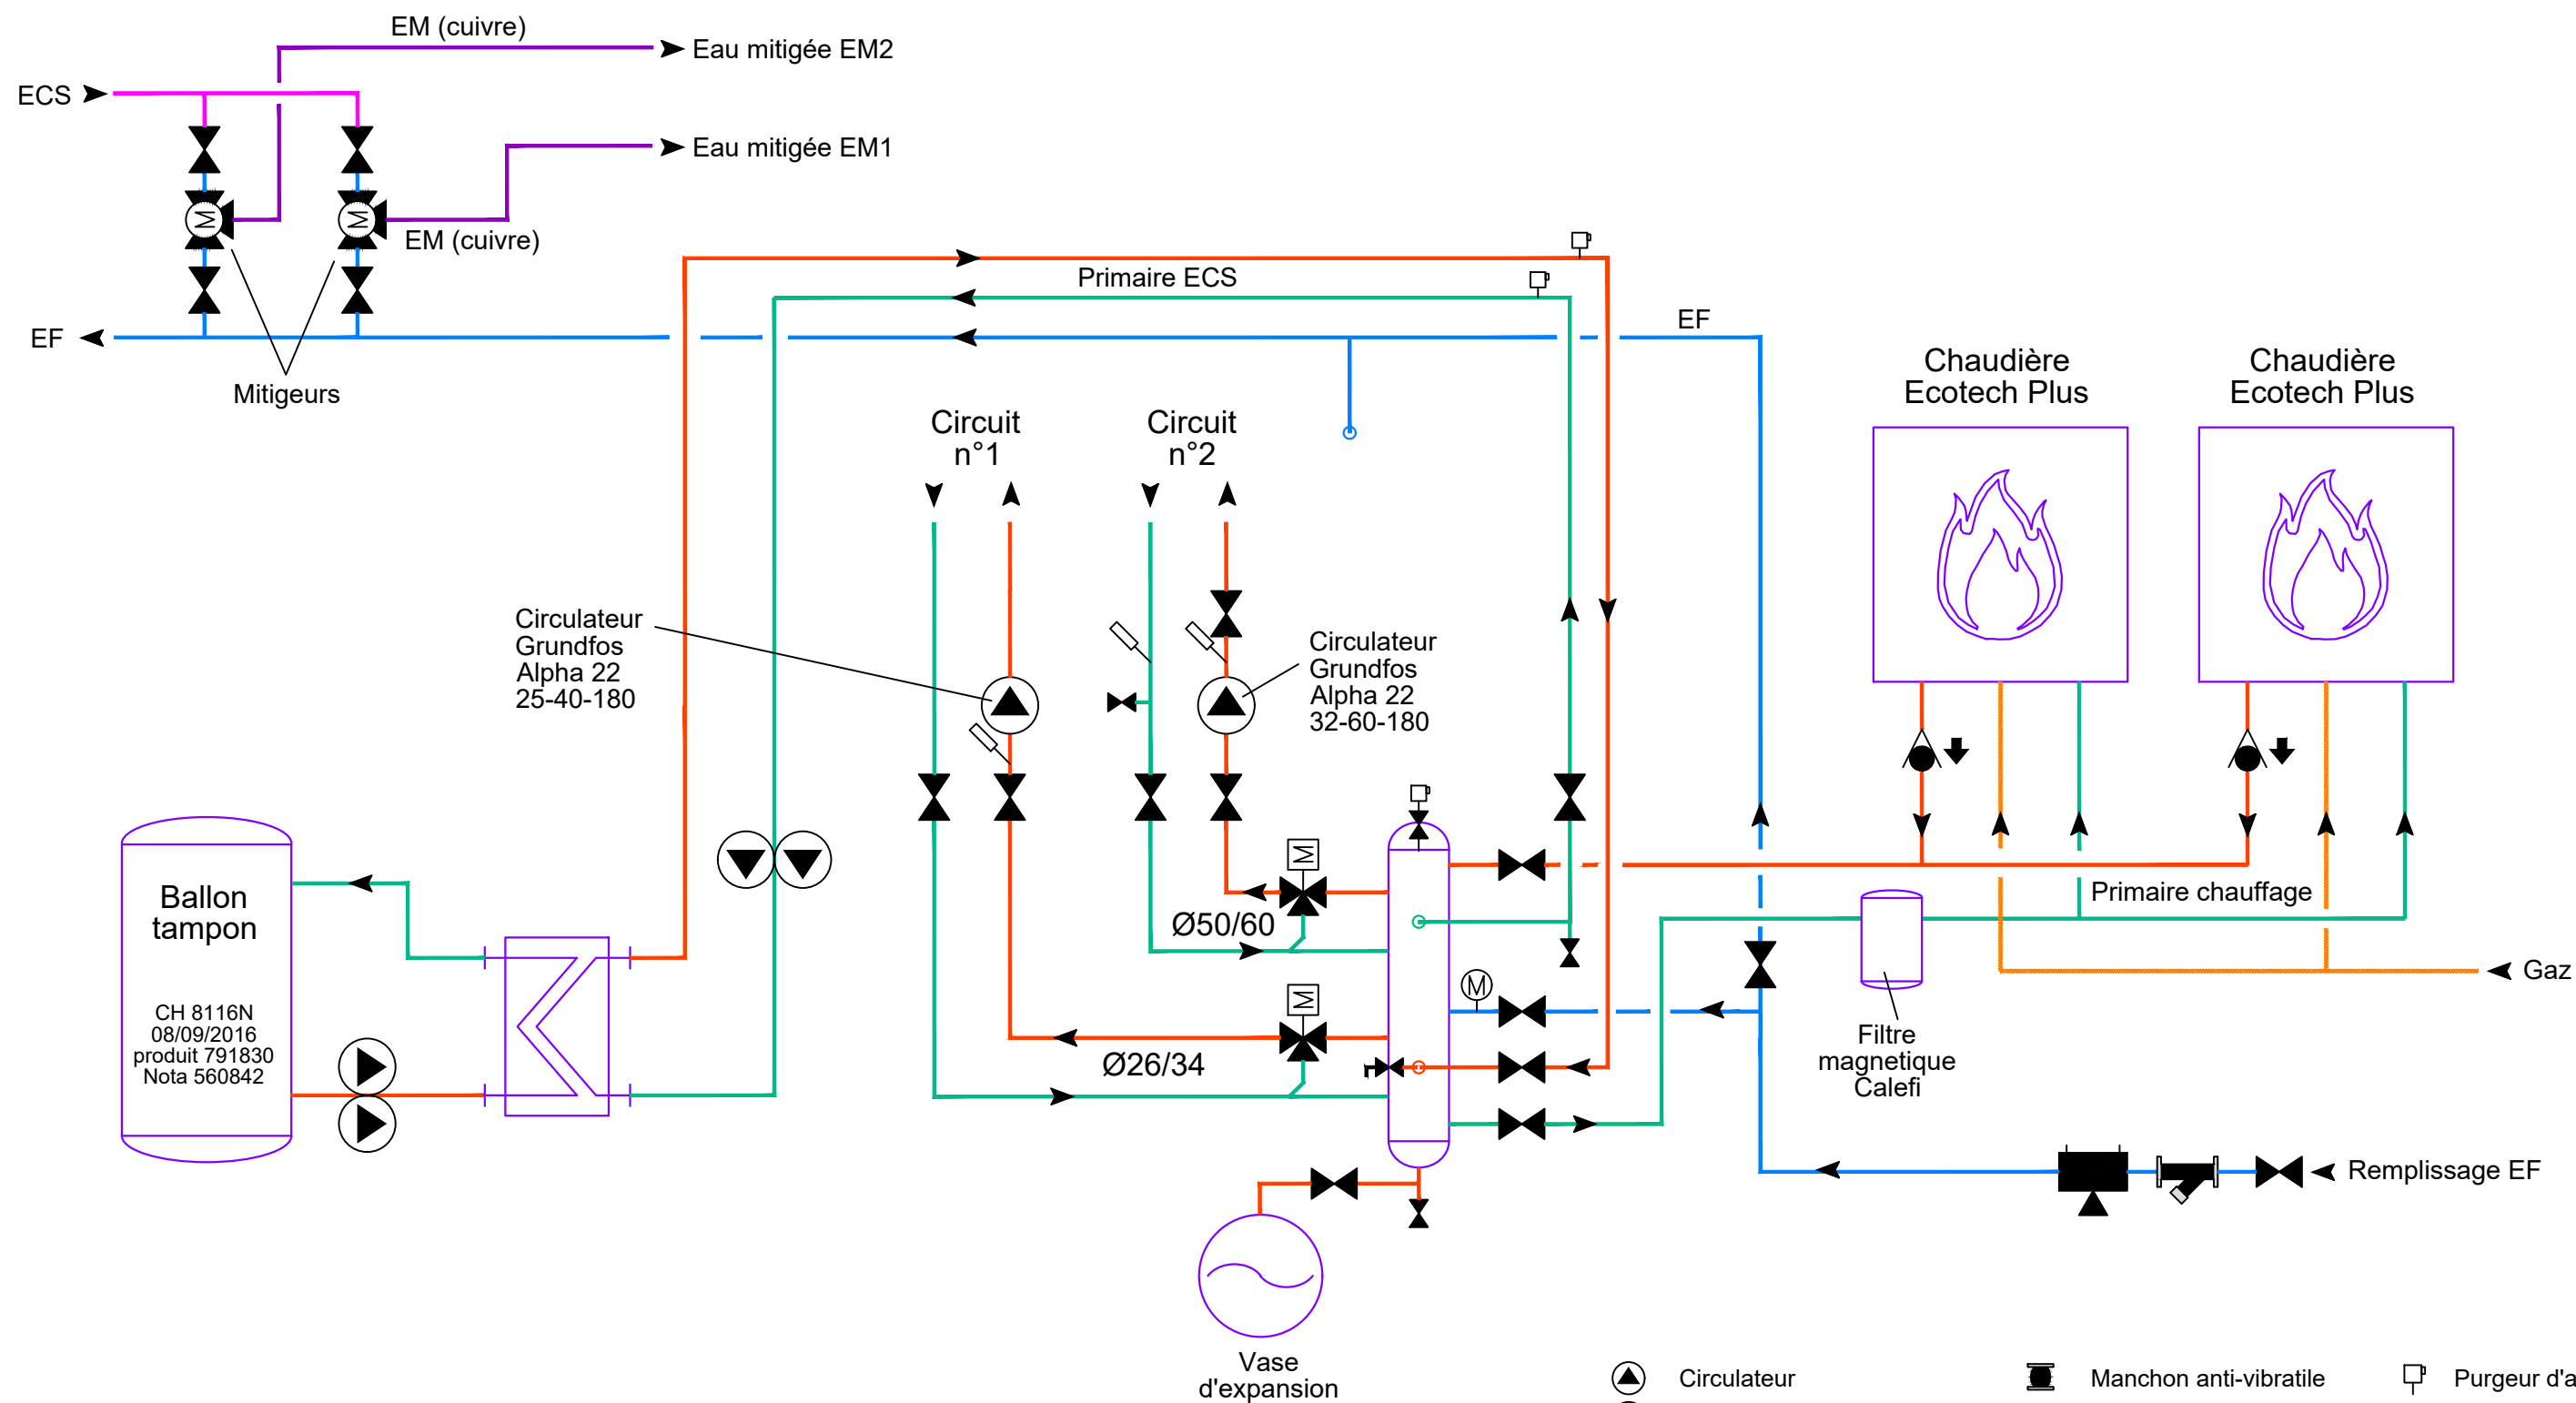 EM (cuivre)
Eau mitigée EM2
ECS
Eau mitigée EM1
M
M
EM (cuivre)
Primaire ECS
EF
EF
Mitigeurs
Chaudière
Ecotech Plus
Chaudière
Ecotech Plus
Circuit
n°1
Circuit
n°2
Circulateur
Grundfos
Alpha 22
25-40-180
Circulateur
Grundfos
Alpha 22
32-60-180
M
Ø50/60
Primaire chauffage
Ballon
tampon
CH 8116N
08/09/2016
produit 791830
Nota 560842
M
M
Ø26/34
Gaz
Filtre
magnetique
Calefi
Remplissage EF
Vase
d'expansion
Circulateur
Manchon anti-vibratile
Purgeur